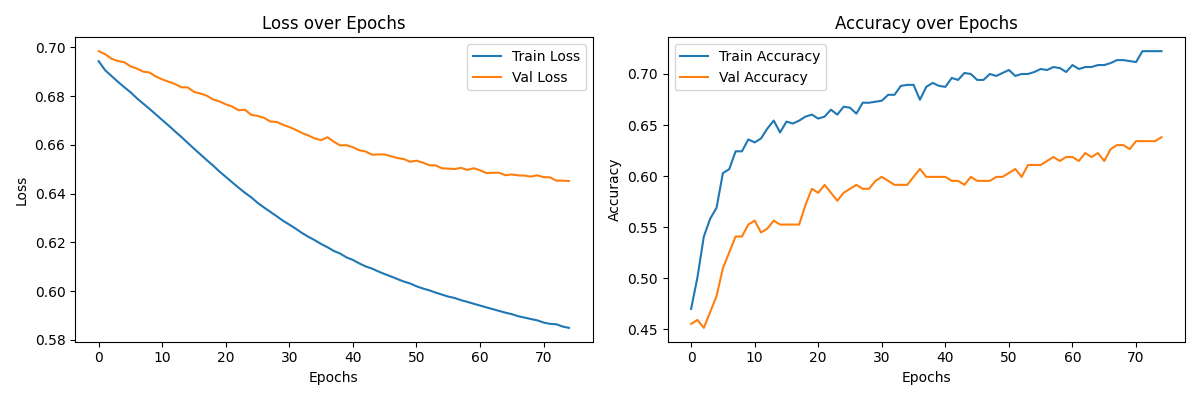 Loss over Epochs
Train Loss
Val Loss
0.70
0.68
0.66
0.64
0.62
0.60
0.58
Loss
0 10 20 30 40 50 60 70
Epochs
Accuracy over Epochs
Train Accuracy
Val Accuracy
0.70
0.65
0.60
0.55
0.50
0.45
Accuracy
0 10 20 30 40 50 60 70
Epochs